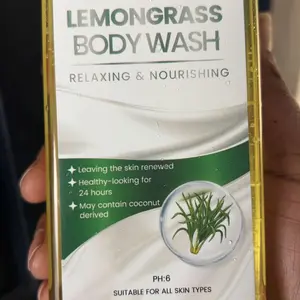 LEMONGRASS
BODY WASH
RELAXING & NOURISHING
Leaving the skin renewed
Healthy-looking for
24 hours
May contain coconut
derived
PH:6
SUITABLE FOR ALL SKIN TYPES